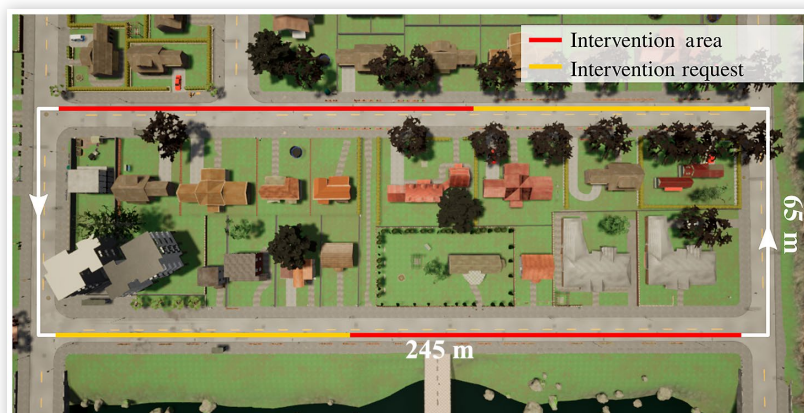 Intervention area
Intervention request
65 m
245 m